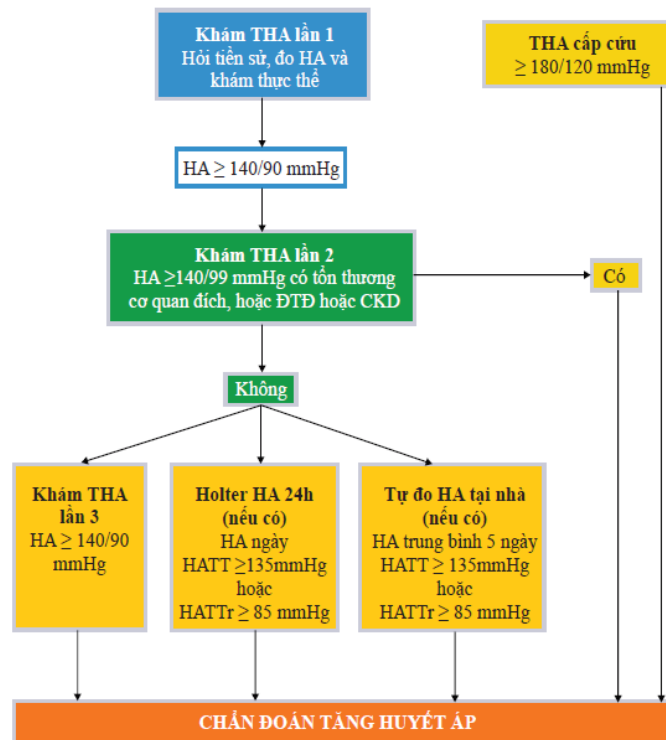 Khám THA lần 1
Hỏi tiền sử, đo HA và
khám thực thể
THA cấp cứu
≥ 180/120 mmHg
HA ≥ 140/90 mmHg
Khám THA lần 2
HA ≥140/99 mmHg có tổn thương
cơ quan đích, hoặc ĐTĐ hoặc CKD
Có
Không
Khám THA
lần 3
HA ≥ 140/90
mmHg
Holter HA 24h
(nếu có)
HA ngày
HATT ≥135mmHg
hoặc
HATTr ≥ 85 mmHg
Tự đo HA tại nhà
(nếu có)
HA trung bình 5 ngày
HATT ≥ 135mmHg
hoặc
HATTr ≥ 85 mmHg
CHẨN ĐOÁN TĂNG HUYẾT ÁP